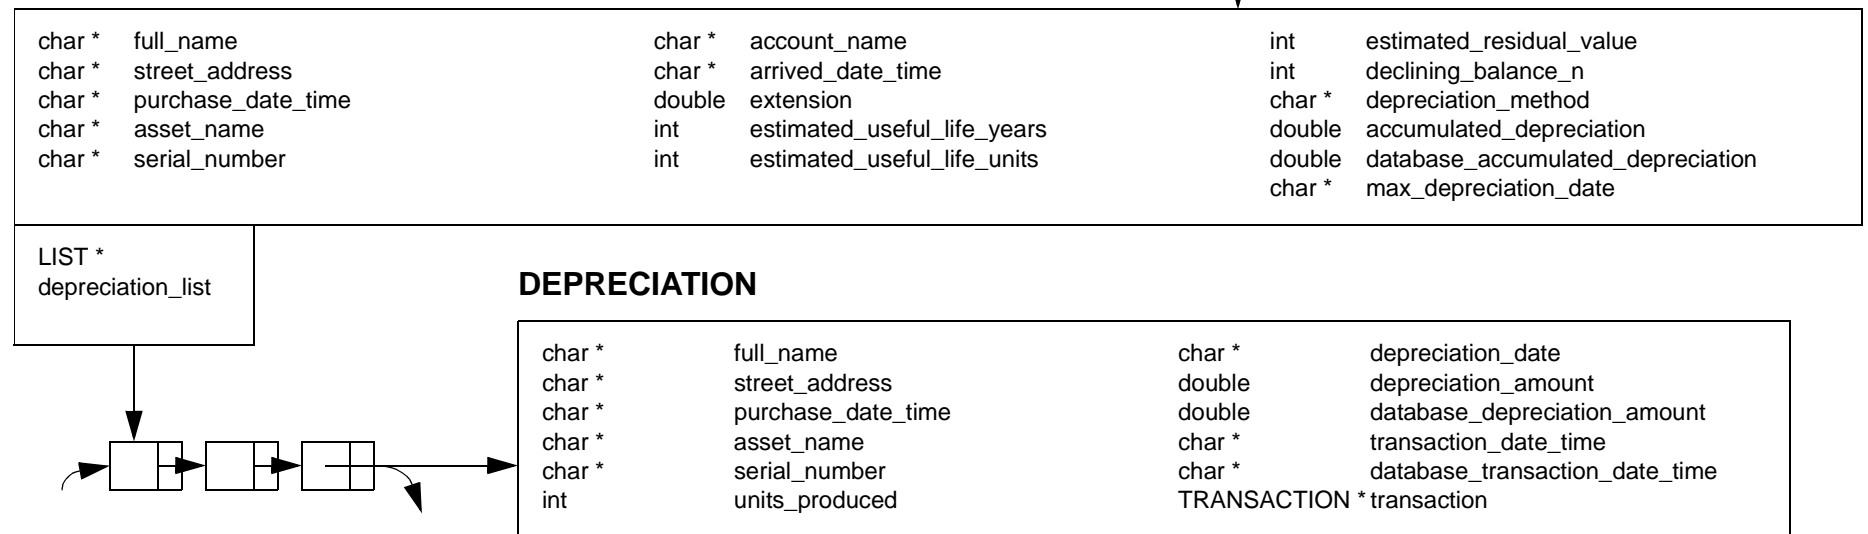 char * full_name
char * street_address
char * purchase_date_time
char * asset_name
char * serial_number
char * account_name
char * arrived_date_time
double extension
int estimated_useful_life_years
int estimated_useful_life_units
int estimated_residual_value
int declining_balance_n
char * depreciation_method
double accumulated_depreciation
double database_accumulated_depreciation
char * max_depreciation_date
LIST *
depreciation_list
DEPRECIATION
char * full_name
char * street_address
char * purchase_date_time
char * asset_name
char * serial_number
int units_produced
char * depreciation_date
double depreciation_amount
double database_depreciation_amount
char * transaction_date_time
char * database_transaction_date_time
TRANSACTION * transaction